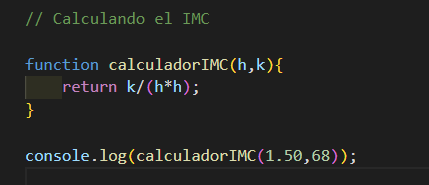 // Calculando el IMC
function calculadorIMC(h,k){
    return k/(h*h);
}
console.log(calculadorIMC(1.50,68));